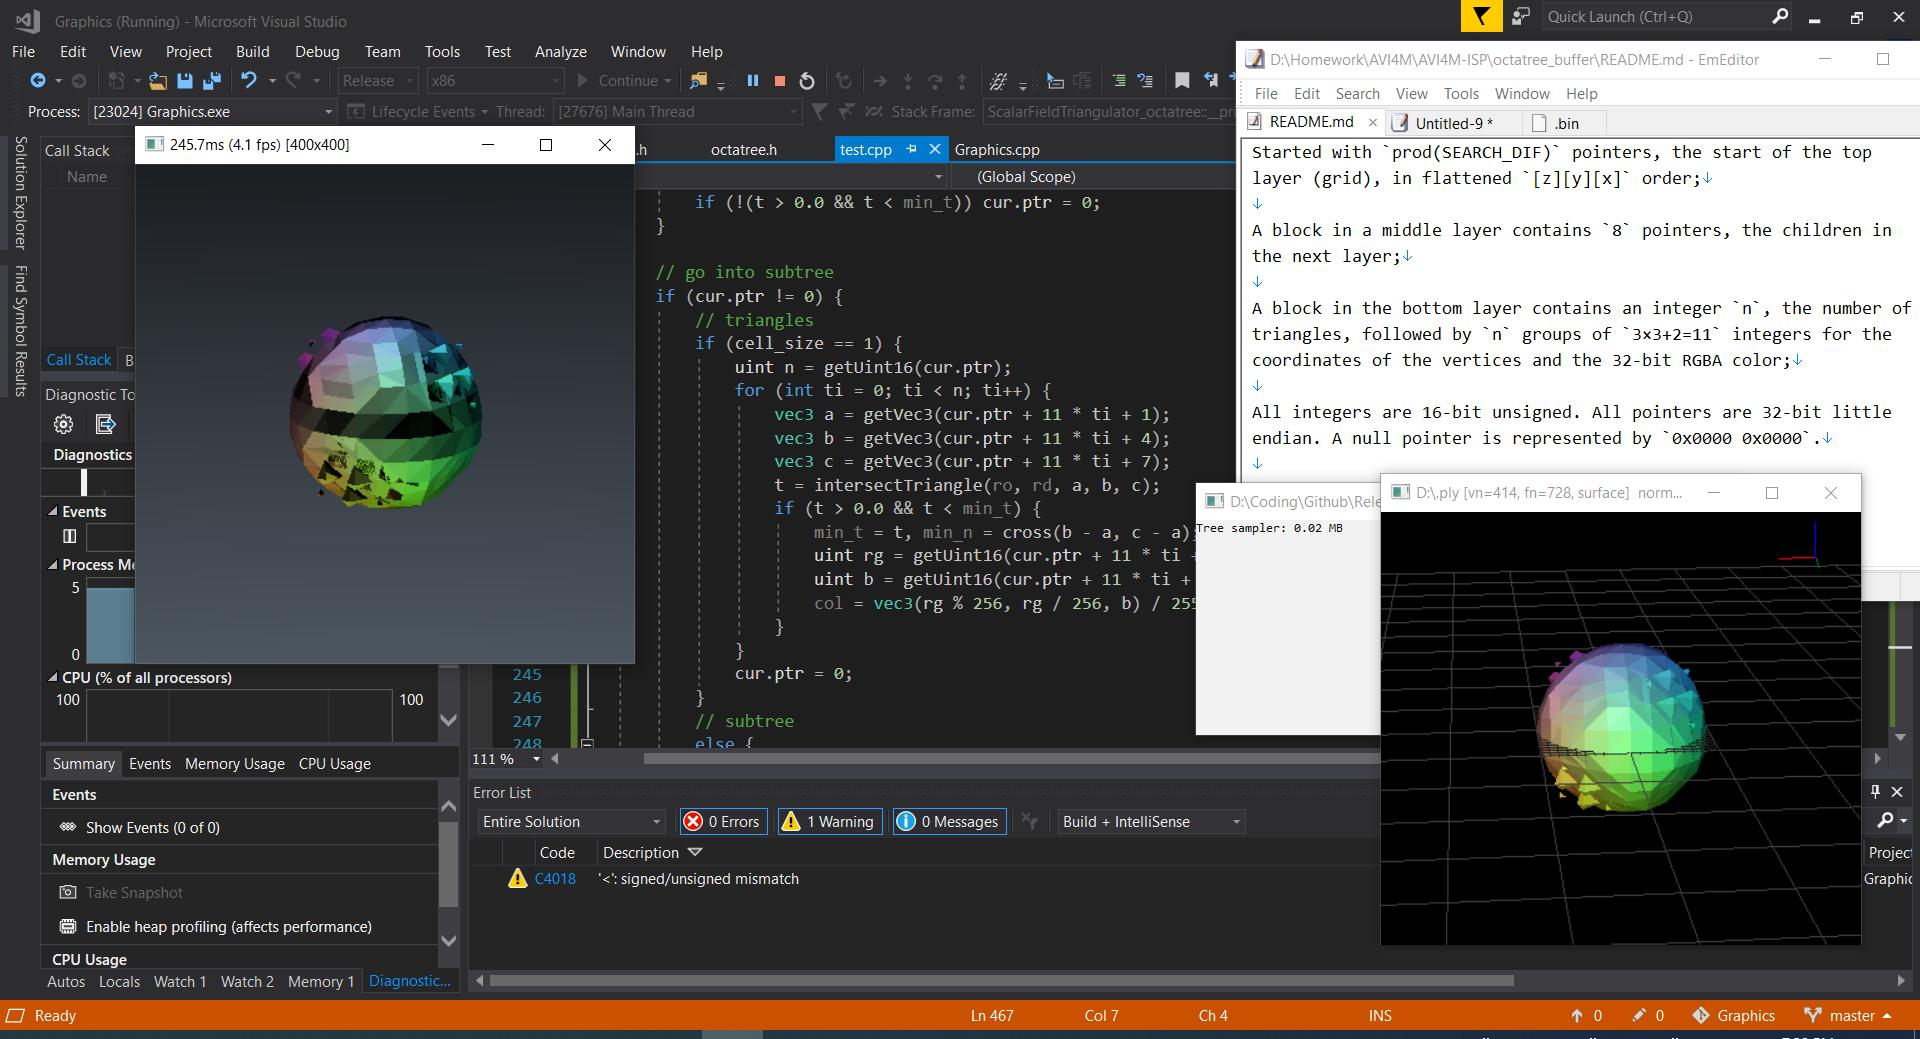 Graphics (Running) - Microsoft Visual Studio
Quick Launch (Ctrl+Q)
File Edit View Project Build Debug Team Tools Test Analyze Window Help
Release x86 Continue
Process: [23024] Graphics.exe Lifecycle Events Thread: [27676] Main Thread Stack Frame: ScalarFieldTriangulator_octatree::__pri
Solution Explorer
Find Symbol Results
Call Stack
Name
Call Stack B
Diagnostic To
Diagnostics
Events
Process Me
5
0
CPU (% of all processors)
100 100
Summary Events Memory Usage CPU Usage
Events
Show Events (0 of 0)
Memory Usage
Take Snapshot
Enable heap profiling (affects performance)
CPU Usage
Autos Locals Watch 1 Watch 2 Memory 1 Diagnostic...
245.7ms (4.1 fps) [400x400]
.h octatree.h test.cpp Graphics.cpp
(Global Scope)
if (!(t > 0.0 && t < min_t)) cur.ptr = 0;
}
// go into subtree
if (cur.ptr != 0) {
// triangles
if (cell_size == 1) {
uint n = getUint16(cur.ptr);
for (int ti = 0; ti < n; ti++) {
vec3 a = getVec3(cur.ptr + 11 * ti + 1);
vec3 b = getVec3(cur.ptr + 11 * ti + 4);
vec3 c = getVec3(cur.ptr + 11 * ti + 7);
t = intersectTriangle(ro, rd, a, b, c);
if (t > 0.0 && t < min_t) {
min_t = t, min_n = cross(b - a, c - a)
uint rg = getUint16(cur.ptr + 11 * ti +
uint b = getUint16(cur.ptr + 11 * ti +
col = vec3(rg % 256, rg / 256, b) / 255
}
}
245 cur.ptr = 0;
246 }
247 // subtree
248 else {
111 %
Error List
Entire Solution 0 Errors 1 Warning 0 Messages Build + IntelliSense
Code Description Project
C4018 '<': signed/unsigned mismatch Graphic
D:\Homework\AVI4M\AVI4M-ISP\octatree_buffer\README.md - EmEditor
File Edit Search View Tools Window Help
README.md Untitled-9 * .bin
Started with `prod(SEARCH_DIF)` pointers, the start of the top
layer (grid), in flattened `[z][y][x]` order;↓
↓
A block in a middle layer contains `8` pointers, the children in
the next layer;↓
↓
A block in the bottom layer contains an integer `n`, the number of
triangles, followed by `n` groups of `3×3+2=11` integers for the
coordinates of the vertices and the 32-bit RGBA color;↓
↓
All integers are 16-bit unsigned. All pointers are 32-bit little
endian. A null pointer is represented by `0x0000 0x0000`.↓
↓
D:\Coding\Github\Rele
Tree sampler: 0.02 MB
D:\.ply [vn=414, fn=728, surface] norm...
Ready Ln 467 Col 7 Ch 4 INS 0 0 Graphics master